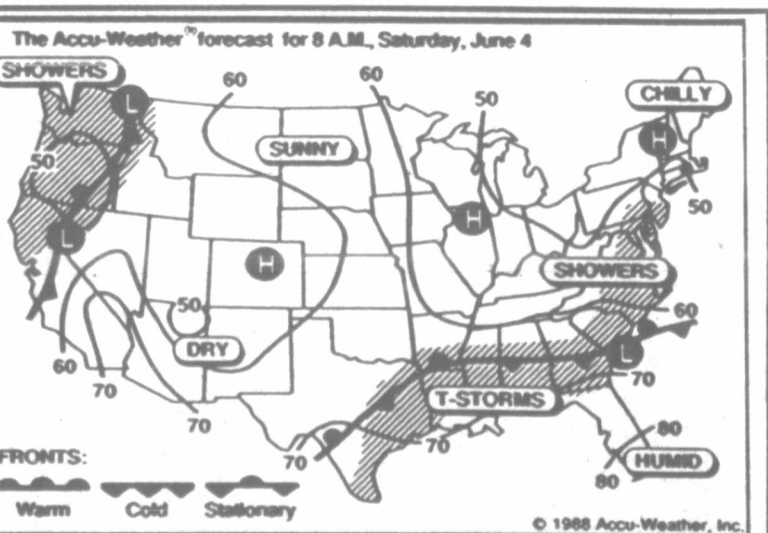 The Accu-Weather® forecast for 8 A.M., Saturday, June 4
SHOWERS
60
60
50
CHILLY
L
H
SUNNY
50
50
H
L
H
SHOWERS
50
60
DRY
L
60
70
70
T-STORMS
70
70
70
80
80
HUMID
FRONTS:
Warm
Cold
Stationary
© 1988 Accu-Weather, Inc.